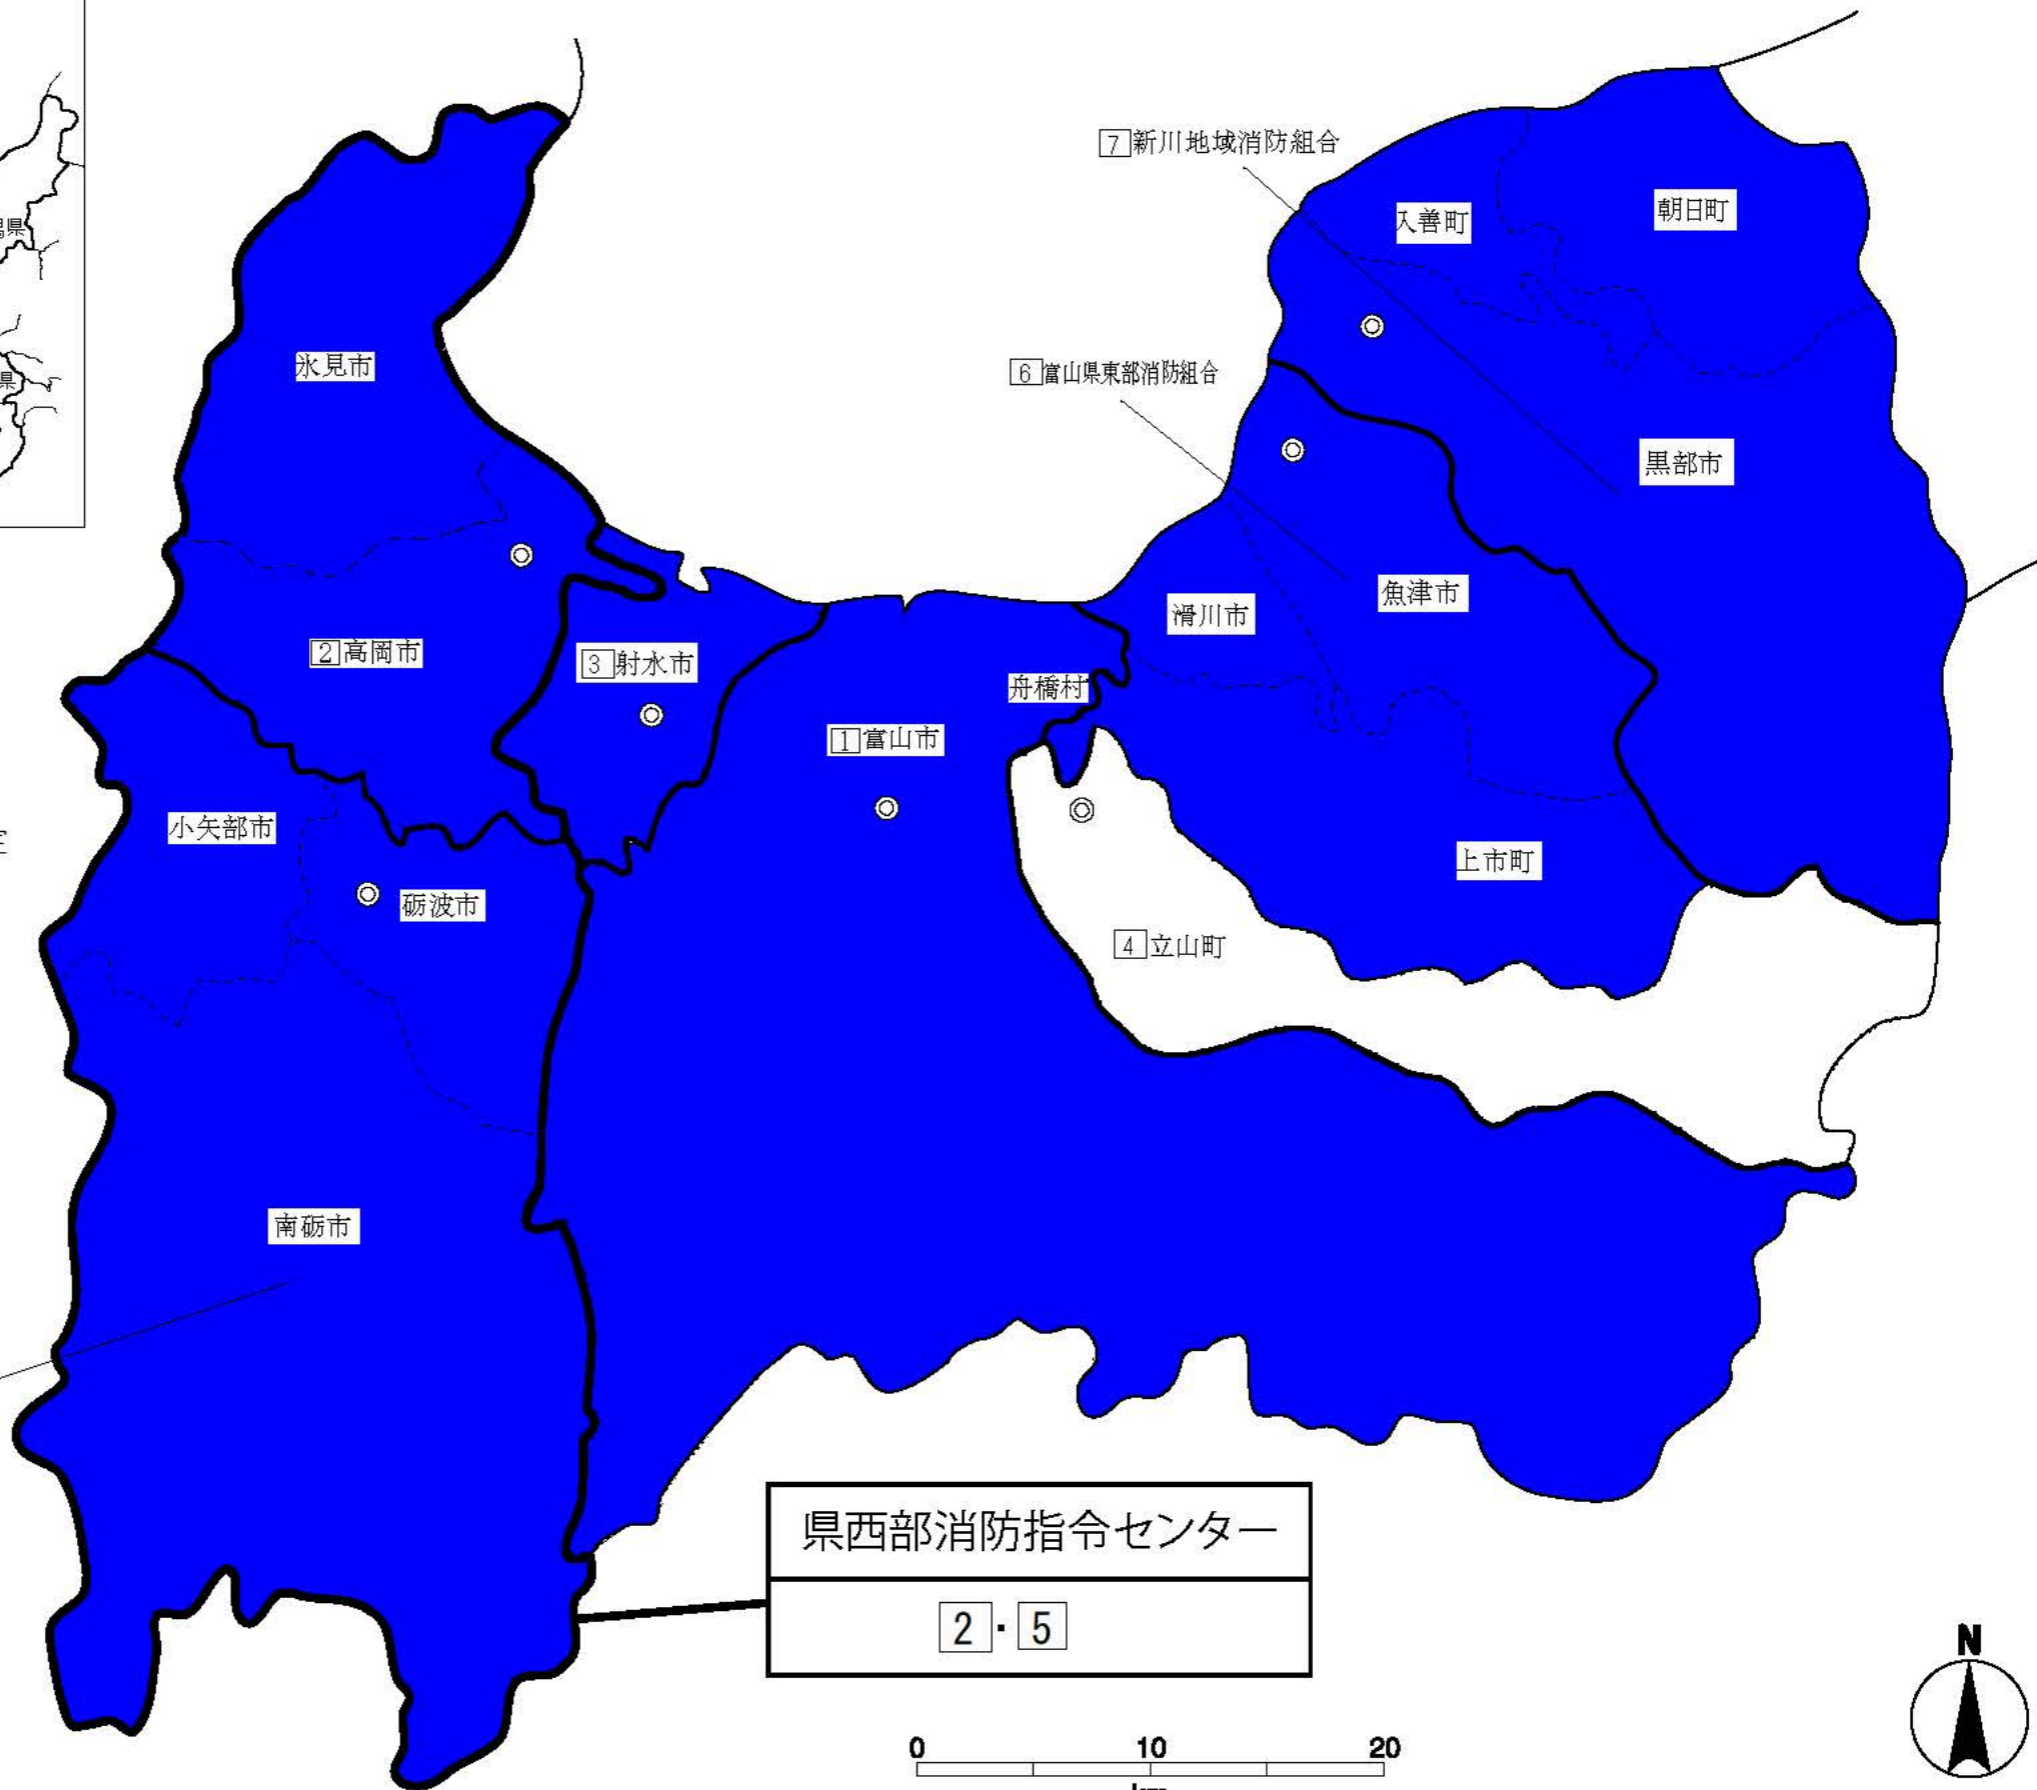 県
県
7 新川地域消防組合
入善町
朝日町
氷見市
6 富山県東部消防組合
黒部市
魚津市
滑川市
2 高岡市
3 射水市
舟橋村
1 富山市
小矢部市
砺波市
上市町
4 立山町
南砺市
県西部消防指令センター
2・5
N
0 10 20